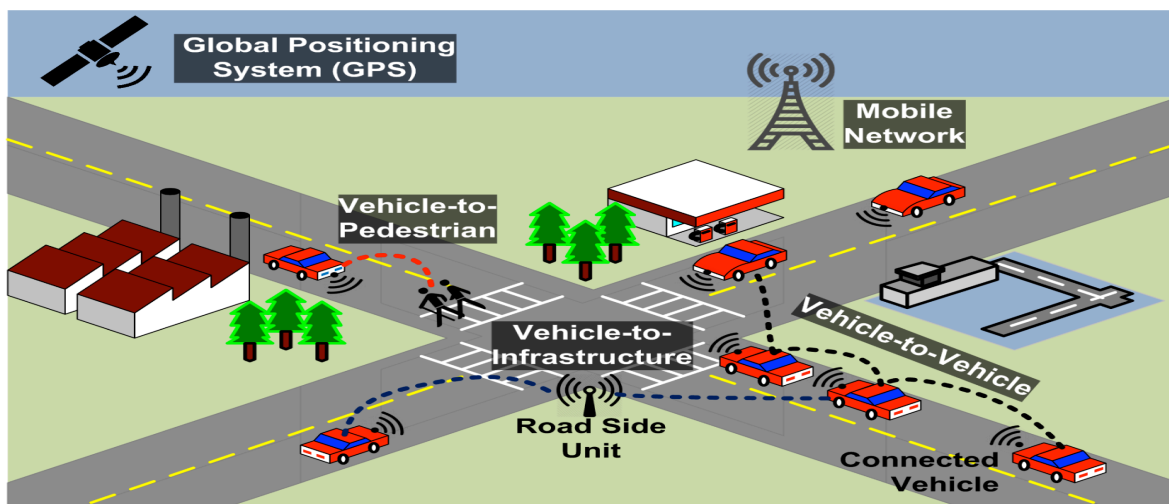 Global Positioning
System (GPS)
Mobile
Network
Vehicle-to-
Pedestrian
Vehicle-to-
Infrastructure
Vehicle-to-Vehicle
Road Side
Unit
Connected
Vehicle